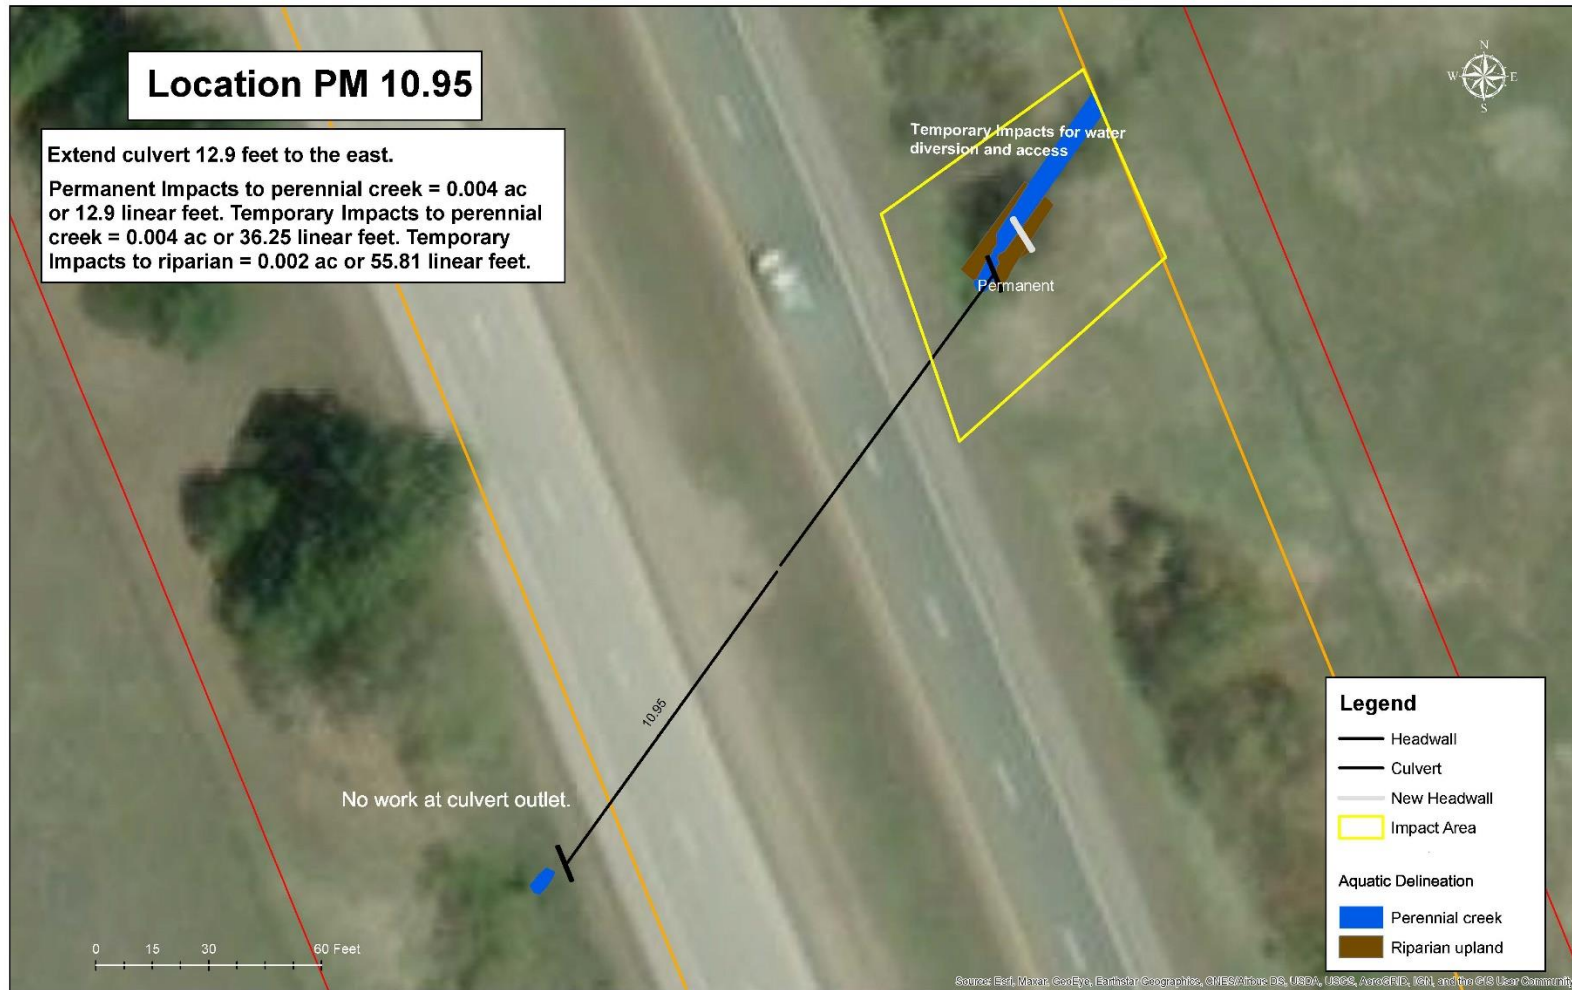 Location PM 10.95
Extend culvert 12.9 feet to the east.
Permanent Impacts to perennial creek = 0.004 ac
or 12.9 linear feet. Temporary Impacts to perennial
creek = 0.004 ac or 36.25 linear feet. Temporary
Impacts to riparian = 0.002 ac or 55.81 linear feet.
N
W E
S
Temporary Impacts for water
diversion and access
Permanent
10.95
No work at culvert outlet.
0 15 30 60 Feet
Legend
Headwall
Culvert
New Headwall
Impact Area
Aquatic Delineation
Perennial creek
Riparian upland
Source: Esri, Maxar, GeoEye, Earthstar Geographics, CNES/Airbus DS, USDA, USGS, AeroGRID, IGN, and the GIS User Community